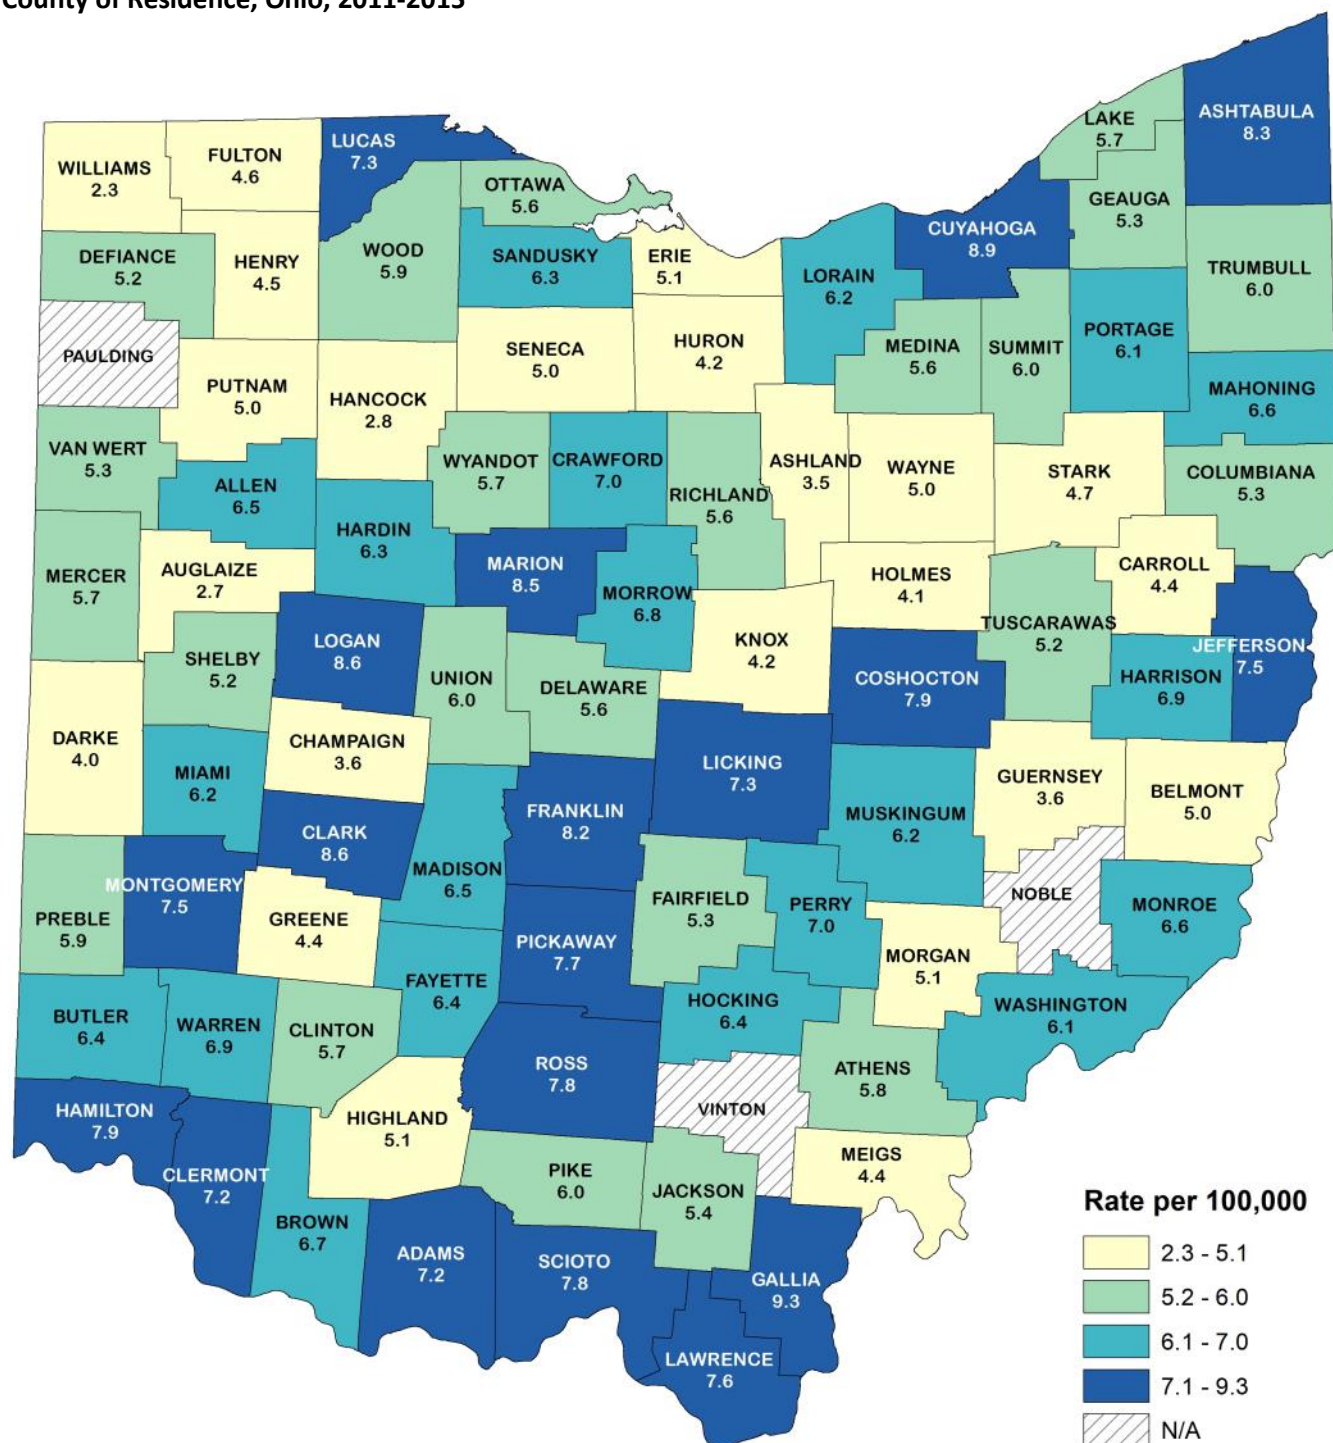 County of Residence, Ohio, 2011-2015
LAKE
5.7
ASHTABULA
8.3
WILLIAMS
2.3
FULTON
4.6
LUCAS
7.3
OTTAWA
5.6
GEAUGA
5.3
CUYAHOGA
8.9
DEFIANCE
5.2
HENRY
4.5
WOOD
5.9
SANDUSKY
6.3
ERIE
5.1
LORAIN
6.2
TRUMBULL
6.0
PAULDING
SENECA
5.0
HURON
4.2
MEDINA
5.6
SUMMIT
6.0
PORTAGE
6.1
PUTNAM
5.0
HANCOCK
2.8
MAHONING
6.6
VAN WERT
5.3
ALLEN
6.5
WYANDOT
5.7
CRAWFORD
7.0
RICHLAND
5.6
ASHLAND
3.5
WAYNE
5.0
STARK
4.7
COLUMBIANA
5.3
HARDIN
6.3
MERCER
5.7
AUGLAIZE
2.7
MARION
8.5
MORROW
6.8
HOLMES
4.1
CARROLL
4.4
LOGAN
8.6
SHELBY
5.2
KNOX
4.2
TUSCARAWAS
5.2
JEFFERSON
7.5
UNION
6.0
DELAWARE
5.6
COSHOCTON
7.9
HARRISON
6.9
DARKE
4.0
CHAMPAIGN
3.6
MIAMI
6.2
LICKING
7.3
GUERNSEY
3.6
BELMONT
5.0
CLARK
8.6
FRANKLIN
8.2
MUSKINGUM
6.2
MADISON
6.5
MONTGOMERY
7.5
PREBLE
5.9
GREENE
4.4
FAIRFIELD
5.3
PERRY
7.0
NOBLE
MONROE
6.6
PICKAWAY
7.7
MORGAN
5.1
FAYETTE
6.4
HOCKING
6.4
WASHINGTON
6.1
BUTLER
6.4
WARREN
6.9
CLINTON
5.7
ROSS
7.8
ATHENS
5.8
HAMILTON
7.9
HIGHLAND
5.1
VINTON
CLERMONT
7.2
PIKE
6.0
JACKSON
5.4
MEIGS
4.4
BROWN
6.7
ADAMS
7.2
SCIOTO
7.8
GALLIA
9.3
LAWRENCE
7.6
Rate per 100,000
2.3 - 5.1
5.2 - 6.0
6.1 - 7.0
7.1 - 9.3
N/A